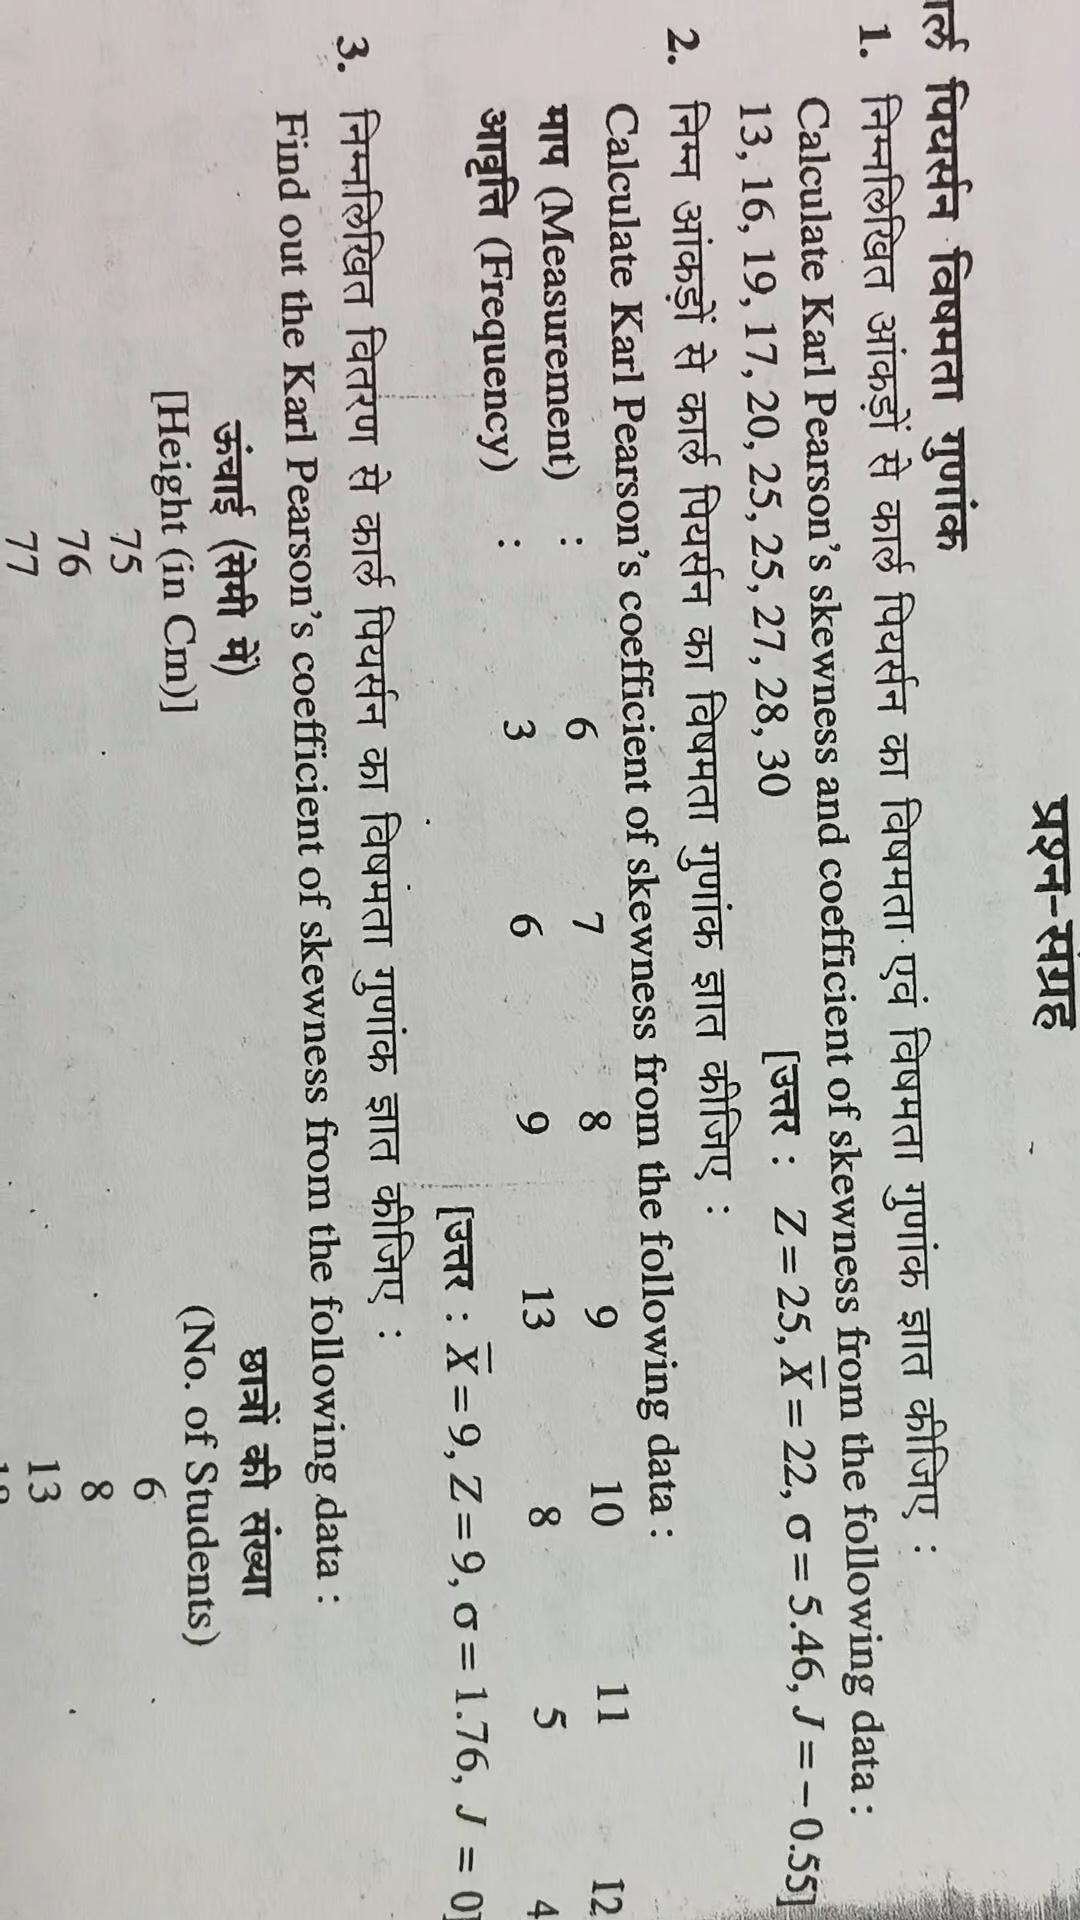 प्रश्न-संग्रह
पियर्सन विषमता गुणांक
1. निम्नलिखित आंकड़ों से कार्ल पियर्सन का विषमता एवं विषमता गुणांक ज्ञात कीजिए :
Calculate Karl Pearson's skewness and coefficient of skewness from the following data :
13, 16, 19, 17, 20, 25, 25, 27, 28, 30
[उत्तर : Z = 25, X̅ = 22, σ = 5.46, J = – 0.55]
2. निम्न आंकड़ों से कार्ल पियर्सन का विषमता गुणांक ज्ञात कीजिए :
Calculate Karl Pearson's coefficient of skewness from the following data :
माप (Measurement) : 6 7 8 9 10 11 12
आवृत्ति (Frequency) : 3 6 9 13 8 5 4
[उत्तर : X̅ = 9, Z = 9, σ = 1.76, J = 0]
3. निम्नलिखित वितरण से कार्ल पियर्सन का विषमता गुणांक ज्ञात कीजिए :
Find out the Karl Pearson's coefficient of skewness from the following data :
ऊंचाई (सेमी में) छात्रों की संख्या
[Height (in Cm)] (No. of Students)
75 6
76 8
77 13